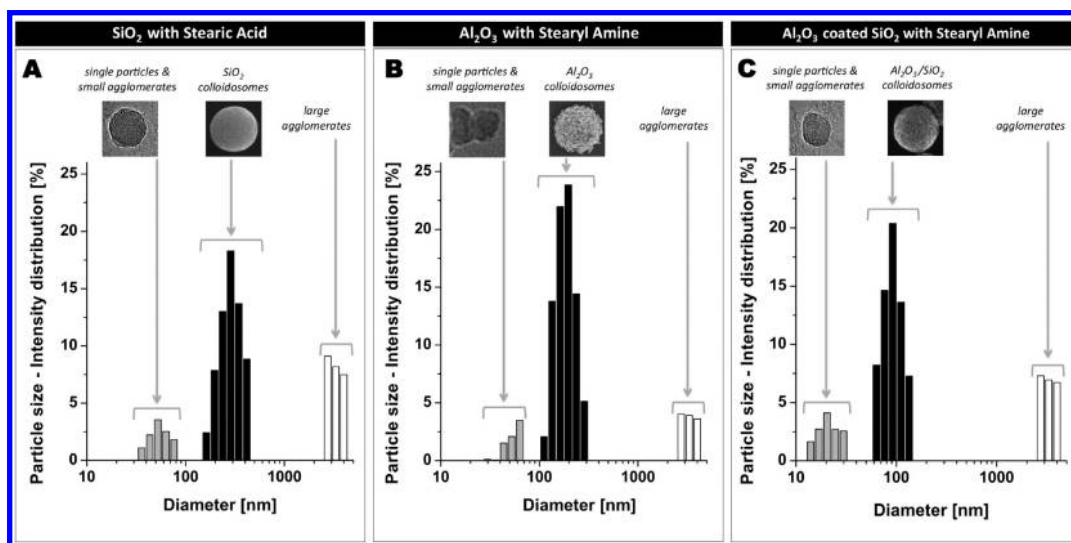 SiO2 with Stearic Acid
A
single particles &
small agglomerates
SiO2
colloidosomes
large
agglomerates
Particle size - Intensity distribution [%]
25
20
15
10
5
0
10
100
1000
Diameter [nm]
Al2O3 with Stearyl Amine
B
single particles &
small agglomerates
Al2O3
colloidosomes
large
agglomerates
Particle size - Intensity distribution [%]
25
20
15
10
5
0
10
100
1000
Diameter [nm]
Al2O3 coated SiO2 with Stearyl Amine
C
single particles &
small agglomerates
Al2O3/SiO2
colloidosomes
large
agglomerates
Particle size - Intensity distribution [%]
25
20
15
10
5
0
10
100
1000
Diameter [nm]